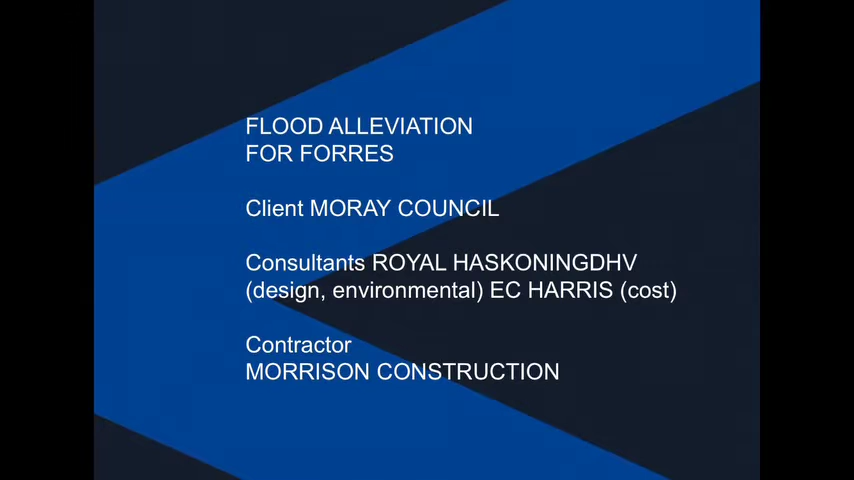 FLOOD ALLEVIATION
FOR FORRES
Client MORAY COUNCIL
Consultants ROYAL HASKONINGDHV
(design, environmental) EC HARRIS (cost)
Contractor
MORRISON CONSTRUCTION